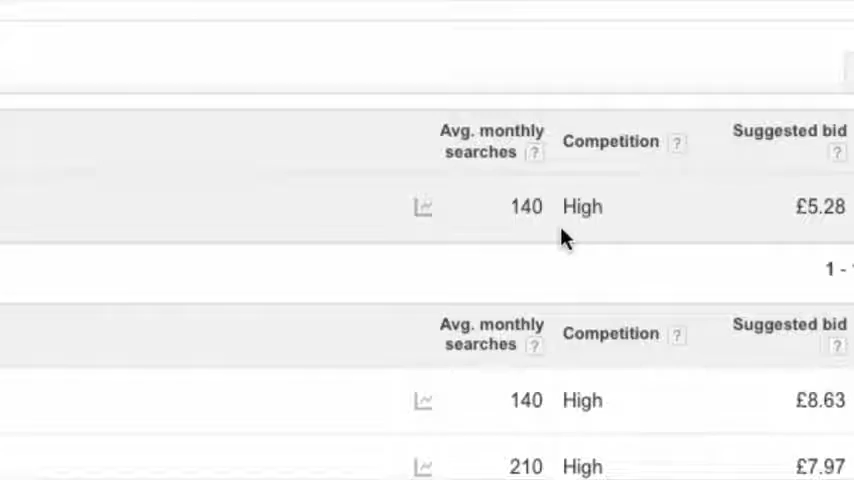 Avg. monthly searches ? Competition ? Suggested bid ?
140 High £5.28
1 -
Avg. monthly searches ? Competition ? Suggested bid ?
140 High £8.63
210 High £7.97